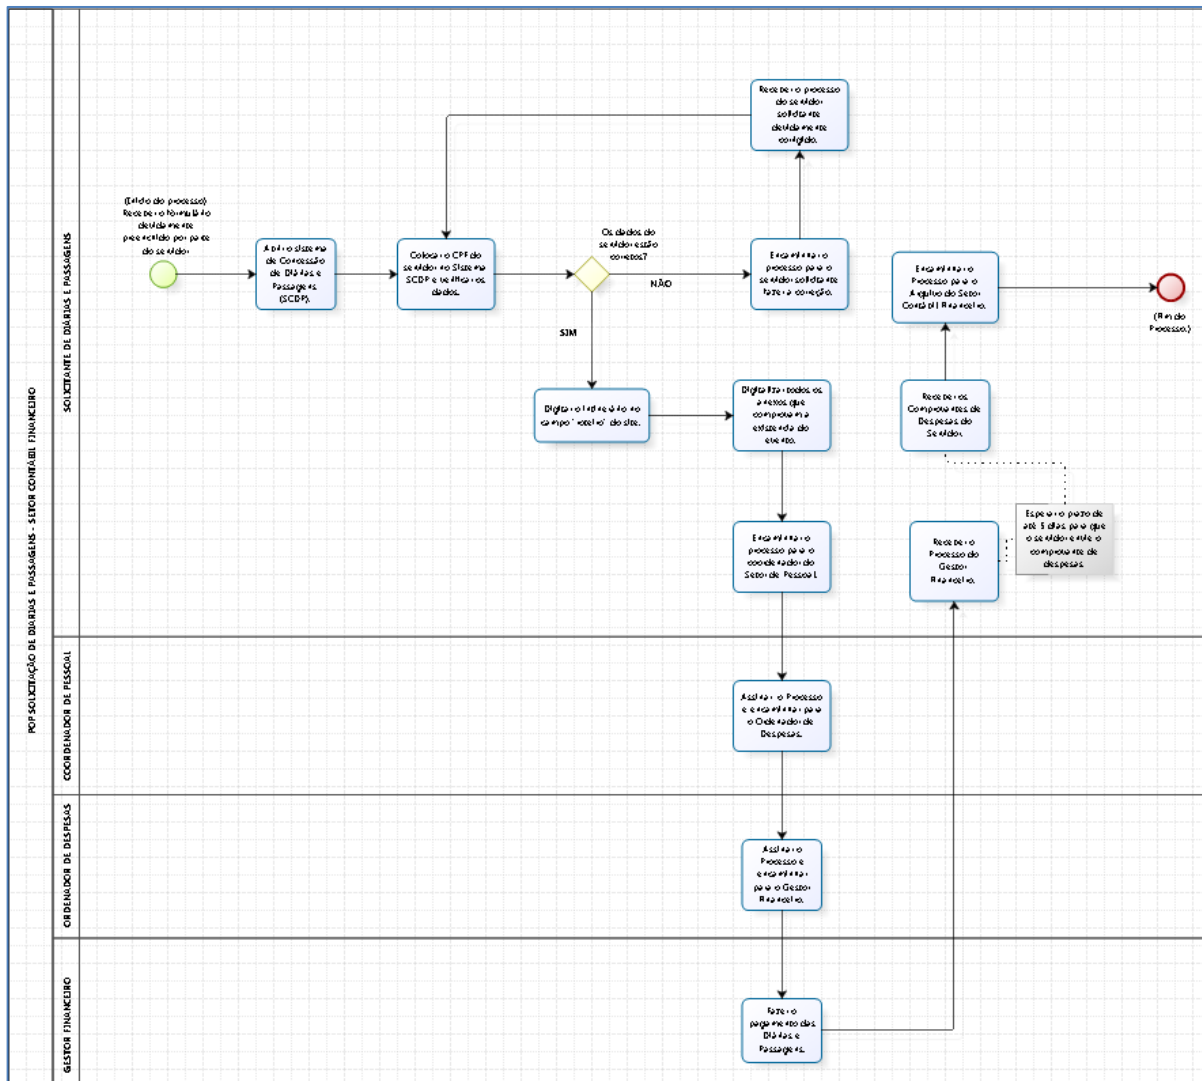 POP SOLICITAÇÃO DE DIARIAS E PASSAGENS - SETOR CONTÁBIL FINANCEIRO
SOLICITANTE DE DIARIAS E PASSAGENS
(Início do processo)
Receber o formulário
devidamente
preenchido por parte
do servidor.
Abrir o sistema
de Concessão
de Diárias e
Passagens
(SCDP).
Colocar o CPF do
servidor no Sistema
SCDP e verificar os
dados.
Os dados do
servidor estão
corretos?
NÃO
SIM
Encaminhar o
processo para o
servidor solicitante
fazer a correção.
Receber o processo
do servidor
solicitante
devidamente
corrigido.
Digitar o itinerário no
campo "roteiro" do site.
Digitalizar todos os
anexos que
comprovam a
existencia do
evento.
Encaminhar o
processo para o
coordenador do
Setor de Pessoal.
Encaminhar o
Processo para o
Arquivo do Setor
Contábil Financeiro.
(Fim do
Processo.)
Receber os
Comprovantes de
Despesas do
Servidor.
Esperar o prazo de
até 5 dias para que
o servidor envie o
comprovante de
despesas.
Receber o
Processo do
Gestor
Financeiro.
COORDENADOR DE PESSOAL
Assinar o Processo
e encaminhar para
o Ordenador de
Despesas.
ORDENADOR DE DESPESAS
Assinar o
Processo e
encaminhar
para o Gestor
Financeiro.
GESTOR FINANCEIRO
Fazer o
pagamento das
Diárias e
Passagens.